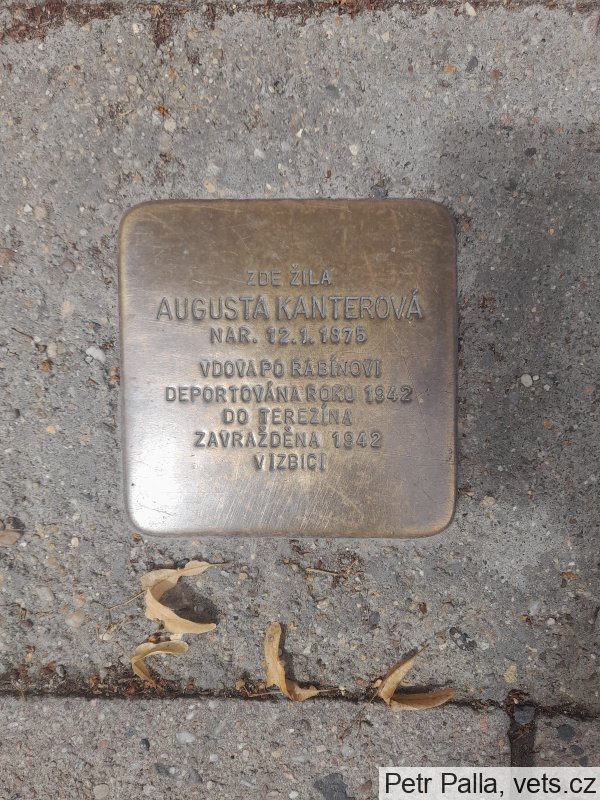 ZDE ŽILA
AUGUSTA KANTEROVÁ
NAR. 12.1.1875
VDOVA PO RABÍNOVI
DEPORTOVÁNA ROKU 1942
DO TEREZÍNA
ZAVRAŽDĚNA 1942
V IZBICI
Petr Palla, vets.cz